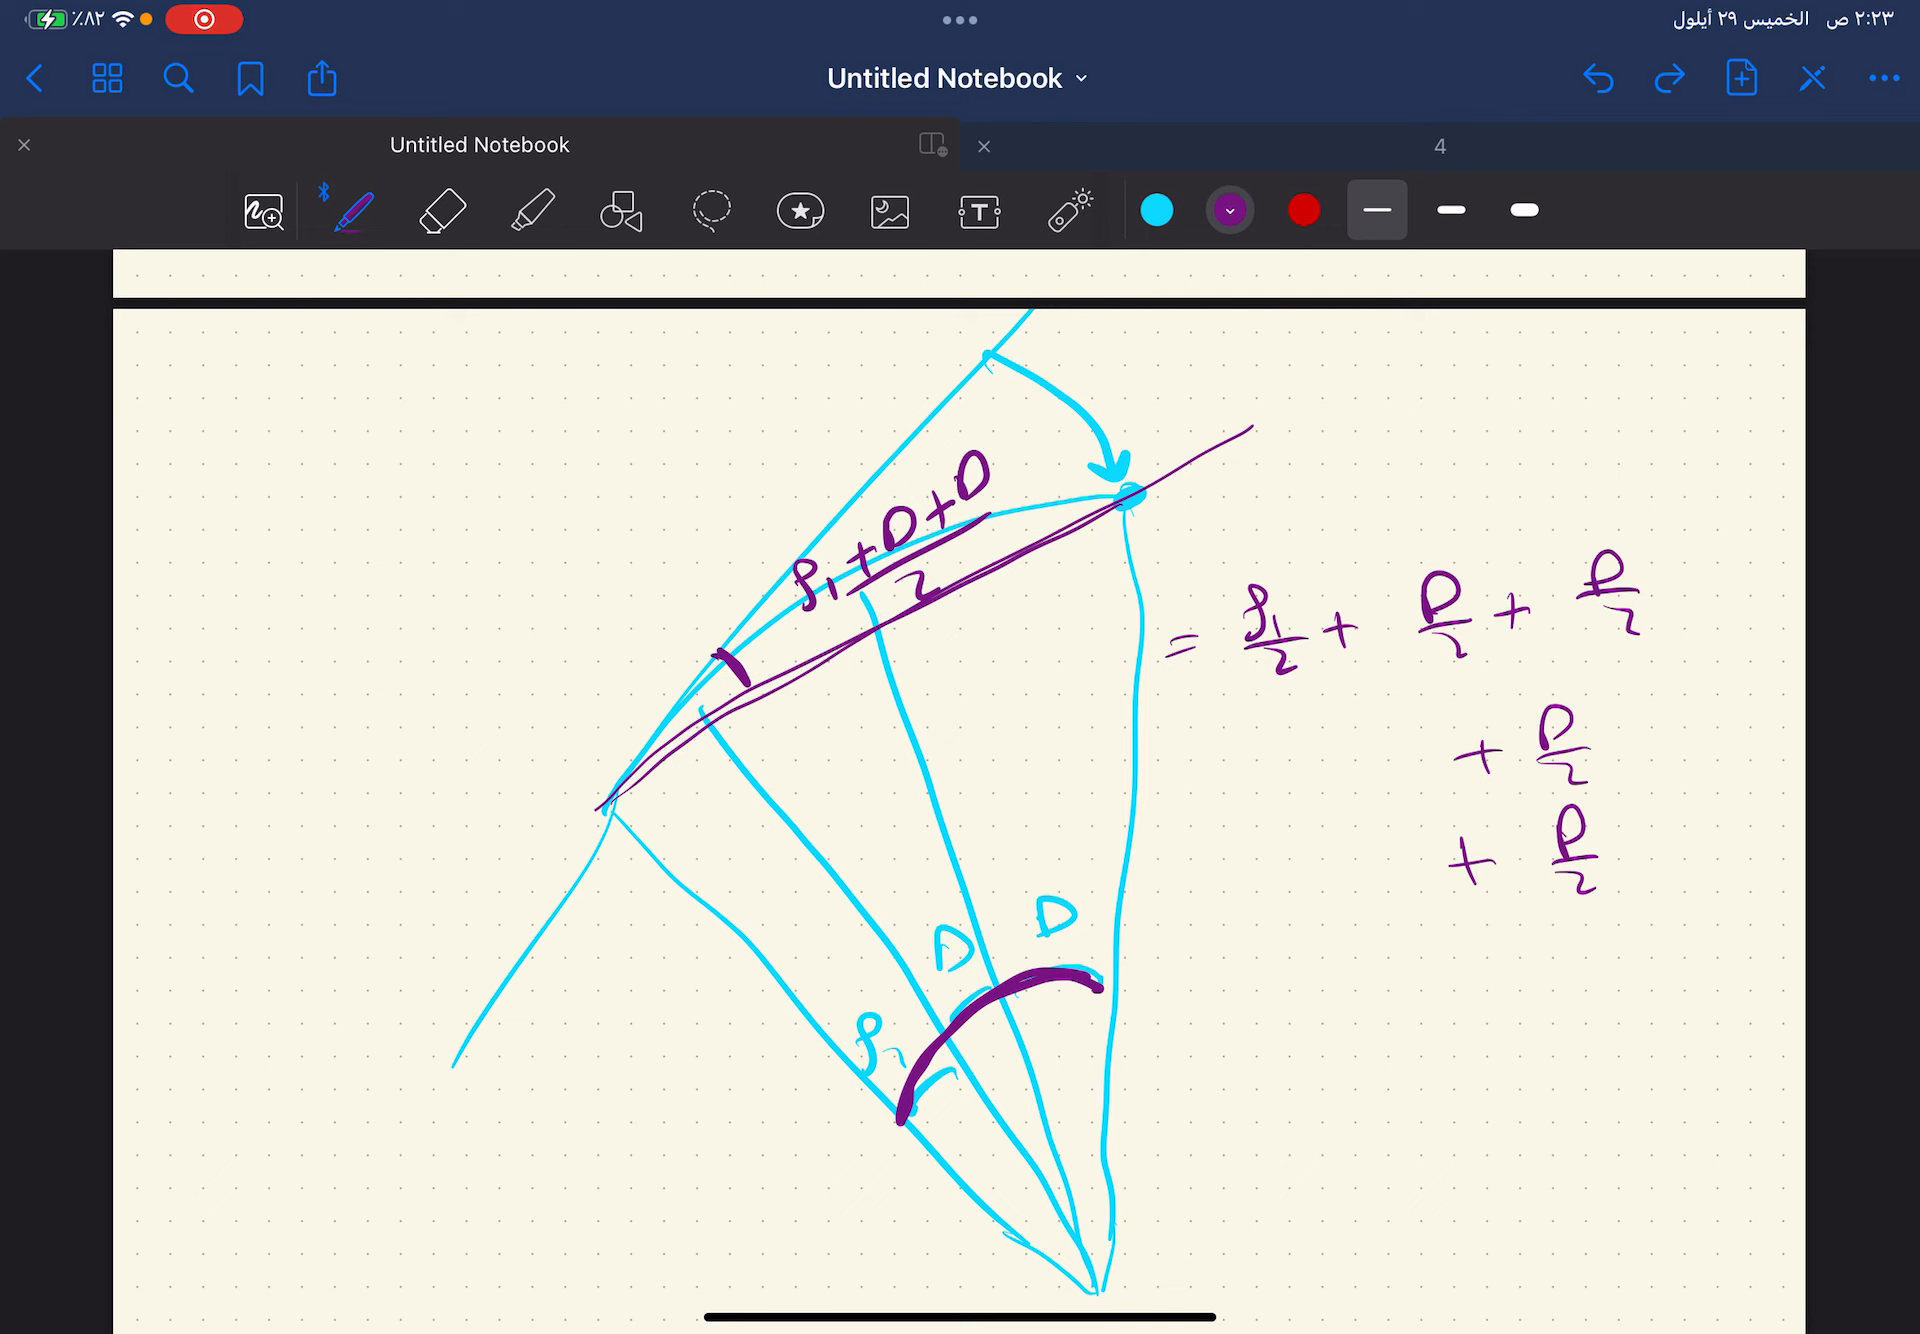 ٪٨٢ الخميس ٢٩ أيلول ٢:٢٣ ص
Untitled Notebook
Untitled Notebook
4
T
δ₁ + D + D
2
= δ₁/2 + D/2 + D/2
+ D/2
+ D/2
D
D
δ₁